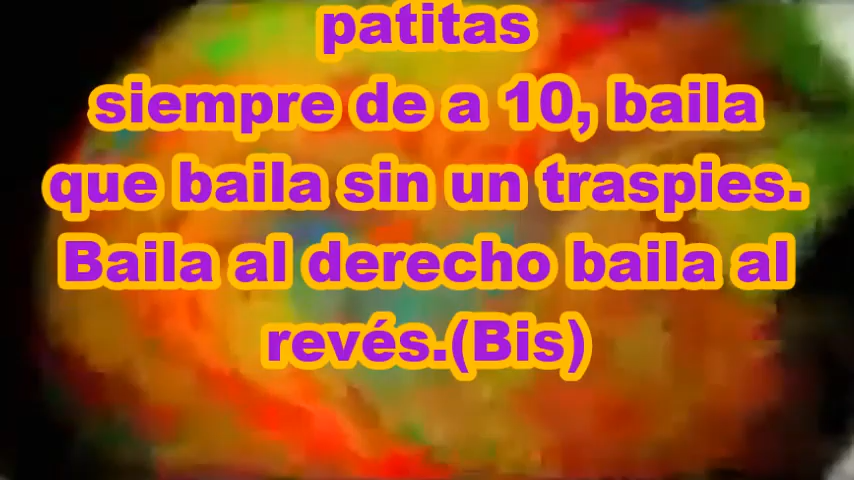 patitas
siempre de a 10, baila
que baila sin un traspies.
Baila al derecho baila al
revés.(Bis)